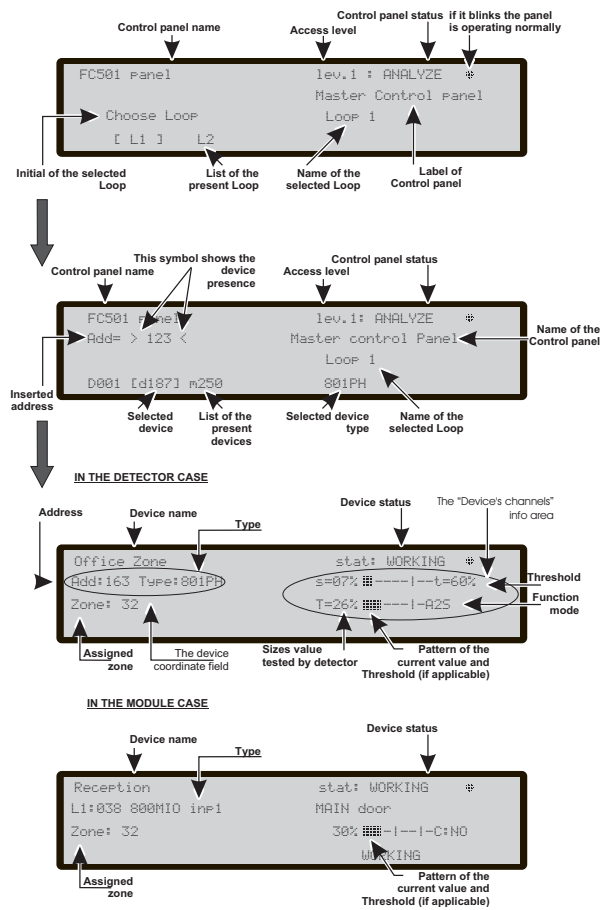 Control panel name
Access level
Control panel status
if it blinks the panel
is operating normally
FC501 panel
lev.1 : ANALYZE
Master Control panel
Choose Loop
Loop 1
[ L1 ]
L2
Initial of the selected
Loop
List of the
present Loop
Name of the
selected Loop
Label of
Control panel
This symbol shows the
device
presence
Control panel name
Access level
Control panel status
FC501 panel
lev.1: ANALYZE
Add= > 123 <
Master control Panel
Name of the
Control panel
Loop 1
Inserted
address
D001 [d187] m250
801PH
Selected
device
List of the
present
devices
Selected device
type
Name of the
selected Loop
IN THE DETECTOR CASE
Address
Device name
Type
Device status
The "Device's channels"
info area
Office Zone
stat: WORKING
Add:163 Type:801PH
s=07% ----!--t=60%
Threshold
Zone: 32
T=26% ---!-A2S
Function
mode
Assigned
zone
The device
coordinate field
Sizes value
tested by detector
Pattern of the
current value and
Threshold (if applicable)
IN THE MODULE CASE
Device name
Type
Device status
Reception
stat: WORKING
L1:038 800MIO inp1
MAIN door
Zone: 32
30% -!--!-C:NO
WORKING
Assigned
zone
Pattern of the
current value and
Threshold (if applicable)